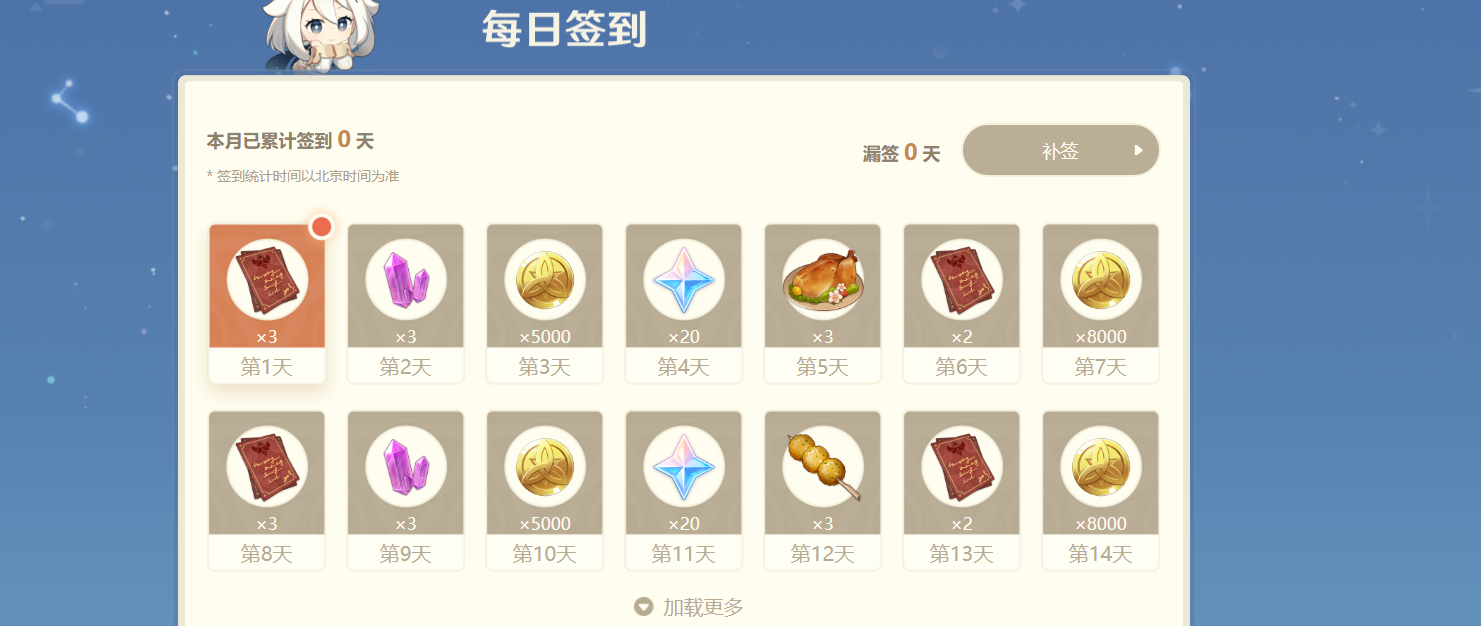 每日签到
本月已累计签到 0 天
漏签 0 天
补签
* 签到统计时间以北京时间为准
×3 ×3 ×5000 ×20 ×3 ×2 ×8000
第1天 第2天 第3天 第4天 第5天 第6天 第7天
×3 ×3 ×5000 ×20 ×3 ×2 ×8000
第8天 第9天 第10天 第11天 第12天 第13天 第14天
加载更多